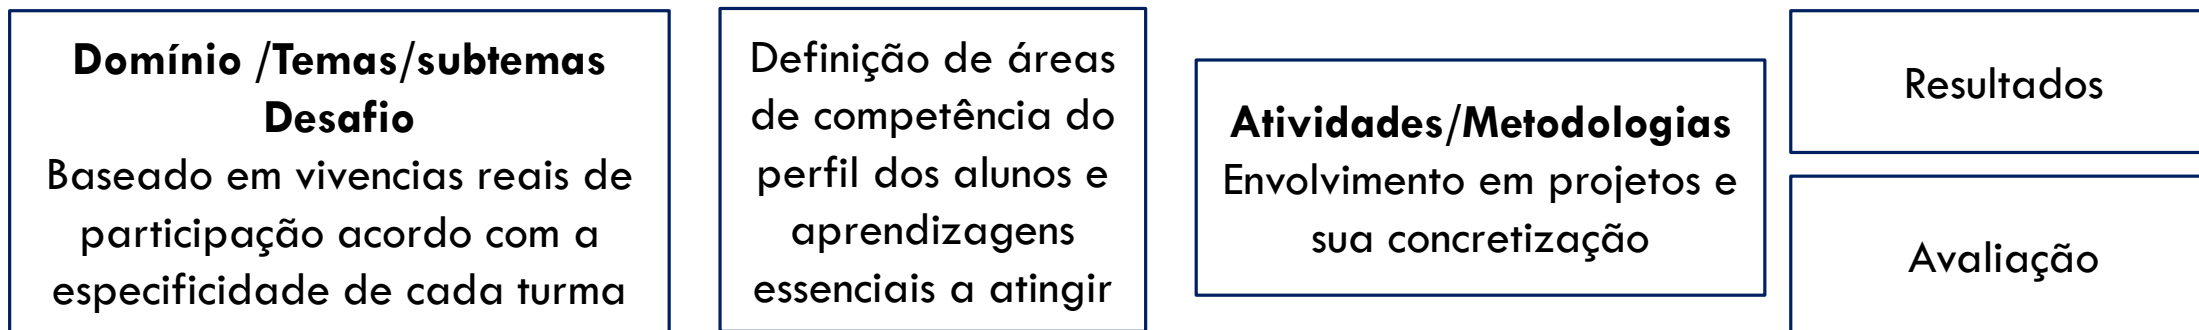 Domínio /Temas/subtemas
Desafio
Baseado em vivencias reais de
participação acordo com a
especificidade de cada turma
Definição de áreas
de competência do
perfil dos alunos e
aprendizagens
essenciais a atingir
Atividades/Metodologias
Envolvimento em projetos e
sua concretização
Resultados
Avaliação